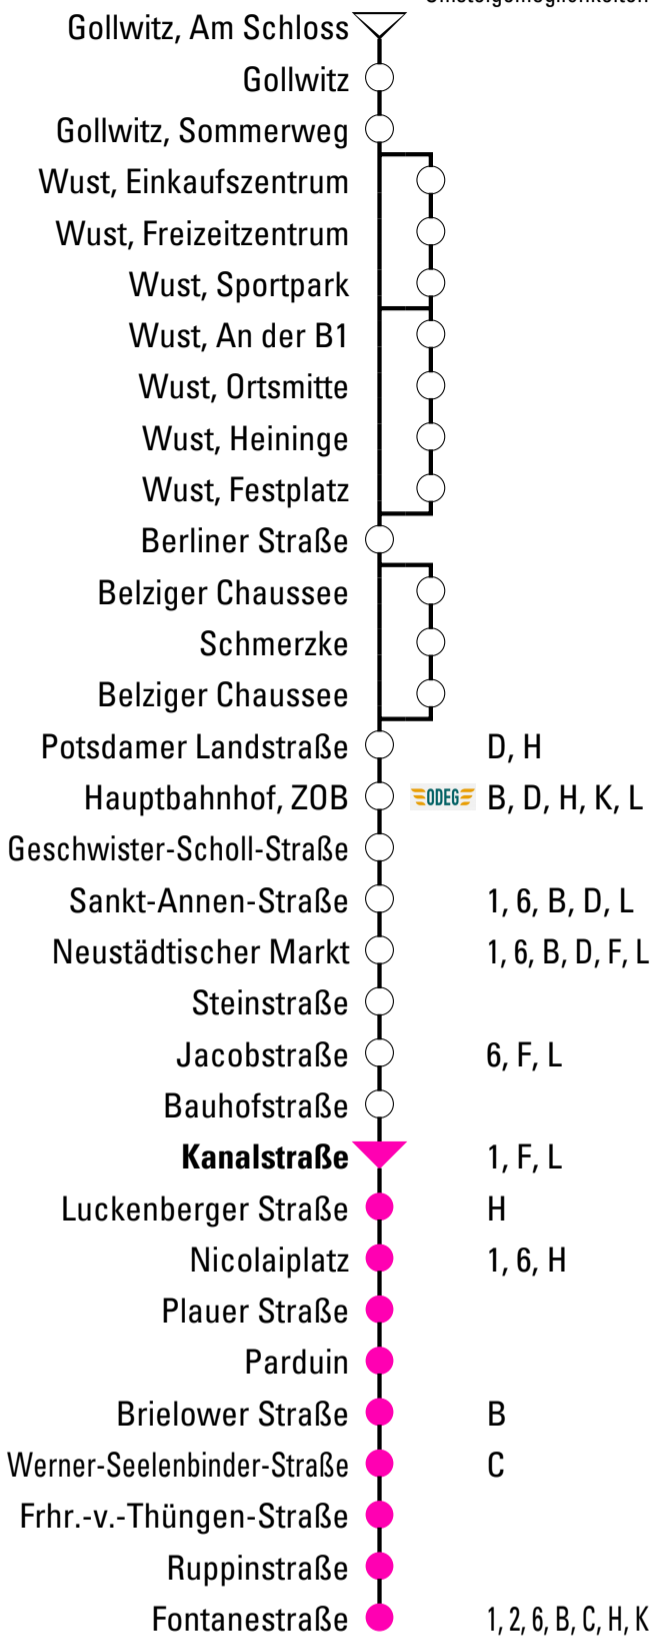 Umsteigemöglichkeiten
Gollwitz, Am Schloss
Gollwitz
Gollwitz, Sommerweg
Wust, Einkaufszentrum
Wust, Freizeitzentrum
Wust, Sportpark
Wust, An der B1
Wust, Ortsmitte
Wust, Heininge
Wust, Festplatz
Berliner Straße
Belziger Chaussee
Schmerzke
Belziger Chaussee
Potsdamer Landstraße D, H
Hauptbahnhof, ZOB ODEG B, D, H, K, L
Geschwister-Scholl-Straße
Sankt-Annen-Straße 1, 6, B, D, L
Neustädtischer Markt 1, 6, B, D, F, L
Steinstraße
Jacobstraße 6, F, L
Bauhofstraße
Kanalstraße 1, F, L
Luckenberger Straße H
Nicolaiplatz 1, 6, H
Plauer Straße
Parduin
Brielower Straße B
Werner-Seelenbinder-Straße C
Frhr.-v.-Thüngen-Straße
Ruppinstraße
Fontanestraße 1, 2, 6, B, C, H, K